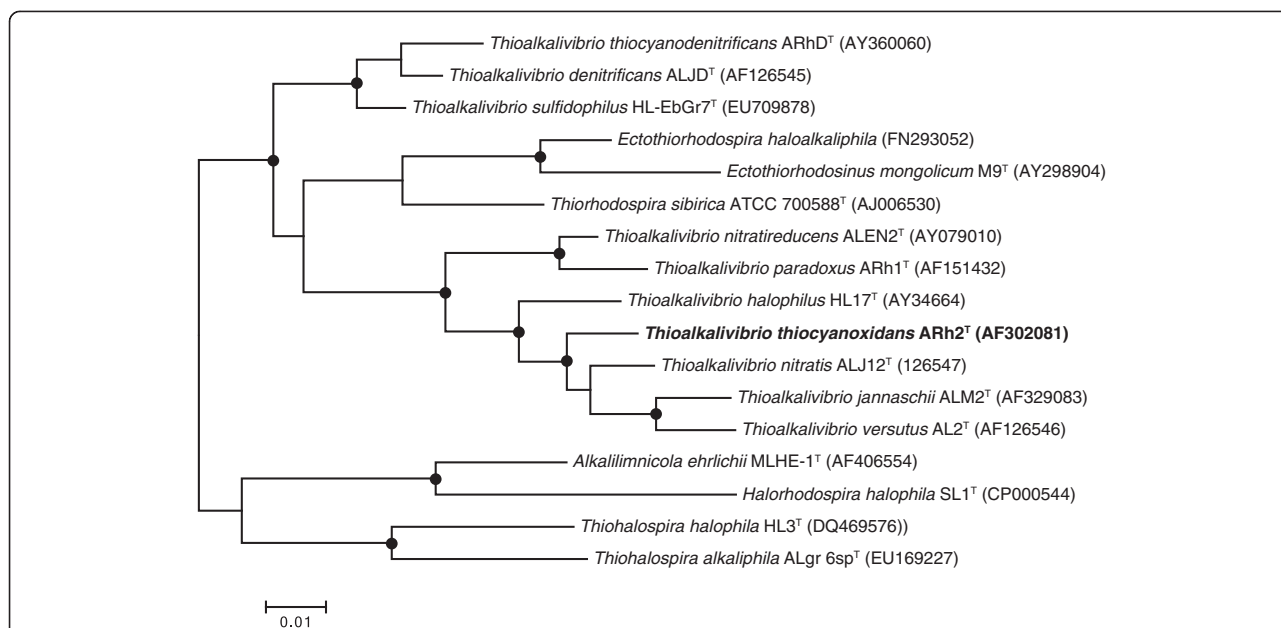 Thioalkalivibrio thiocyanodenitrificans ARhDᵀ (AY360060)
Thioalkalivibrio denitrificans ALJDᵀ (AF126545)
Thioalkalivibrio sulfidophilus HL-EbGr7ᵀ (EU709878)
Ectothiorhodospira haloalkaliphila (FN293052)
Ectothiorhodosinus mongolicum M9ᵀ (AY298904)
Thiorhodospira sibirica ATCC 700588ᵀ (AJ006530)
Thioalkalivibrio nitratireducens ALEN2ᵀ (AY079010)
Thioalkalivibrio paradoxus ARh1ᵀ (AF151432)
Thioalkalivibrio halophilus HL17ᵀ (AY34664)
Thioalkalivibrio thiocyanoxidans ARh2ᵀ (AF302081)
Thioalkalivibrio nitratis ALJ12ᵀ (126547)
Thioalkalivibrio jannaschii ALM2ᵀ (AF329083)
Thioalkalivibrio versutus AL2ᵀ (AF126546)
Alkalilimnicola ehrlichii MLHE-1ᵀ (AF406554)
Halorhodospira halophila SL1ᵀ (CP000544)
Thiohalospira halophila HL3ᵀ (DQ469576))
Thiohalospira alkaliphila ALgr 6spᵀ (EU169227)
0.01